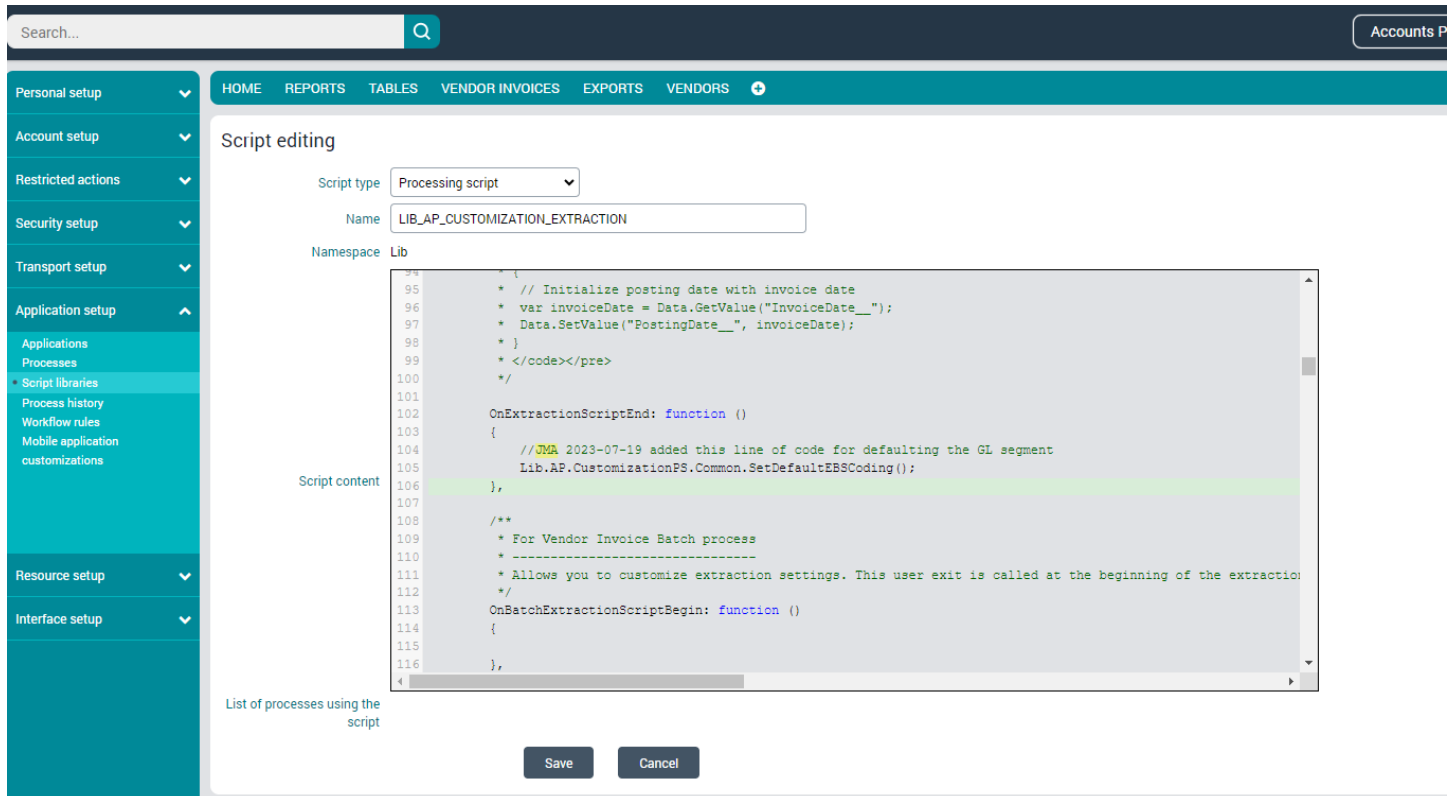 Search...
Accounts P
Personal setup
Account setup
Restricted actions
Security setup
Transport setup
Application setup
Applications
Processes
Script libraries
Process history
Workflow rules
Mobile application
customizations
Resource setup
Interface setup
HOME REPORTS TABLES VENDOR INVOICES EXPORTS VENDORS
Script editing
Script type Processing script
Name LIB_AP_CUSTOMIZATION_EXTRACTION
Namespace Lib
Script content
94 * {
95 * // Initialize posting date with invoice date
96 * var invoiceDate = Data.GetValue("InvoiceDate__");
97 * Data.SetValue("PostingDate__", invoiceDate);
98 * }
99 * </code></pre>
100 */
101
102 OnExtractionScriptEnd: function ()
103 {
104 //JMA 2023-07-19 added this line of code for defaulting the GL segment
105 Lib.AP.CustomizationPS.Common.SetDefaultEBSCoding();
106 },
107
108 /**
109 * For Vendor Invoice Batch process
110 * --------------------------------
111 * Allows you to customize extraction settings. This user exit is called at the beginning of the extraction
112 */
113 OnBatchExtractionScriptBegin: function ()
114 {
115
116 },
List of processes using the
script
Save Cancel